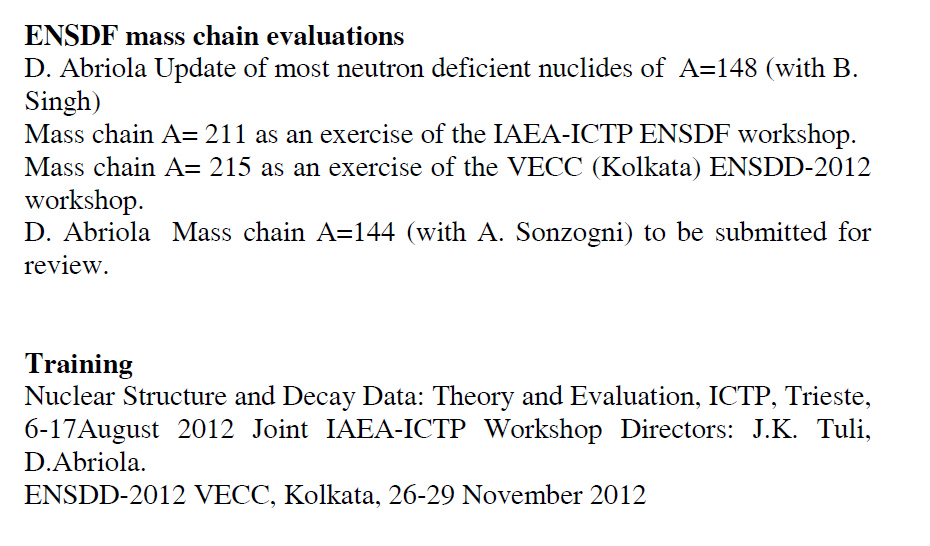 ENSDF mass chain evaluations
D. Abriola Update of most neutron deficient nuclides of A=148 (with B.
Singh)
Mass chain A= 211 as an exercise of the IAEA-ICTP ENSDF workshop.
Mass chain A= 215 as an exercise of the VECC (Kolkata) ENSDD-2012
workshop.
D. Abriola Mass chain A=144 (with A. Sonzogni) to be submitted for
review.
Training
Nuclear Structure and Decay Data: Theory and Evaluation, ICTP, Trieste,
6-17August 2012 Joint IAEA-ICTP Workshop Directors: J.K. Tuli,
D.Abriola.
ENSDD-2012 VECC, Kolkata, 26-29 November 2012